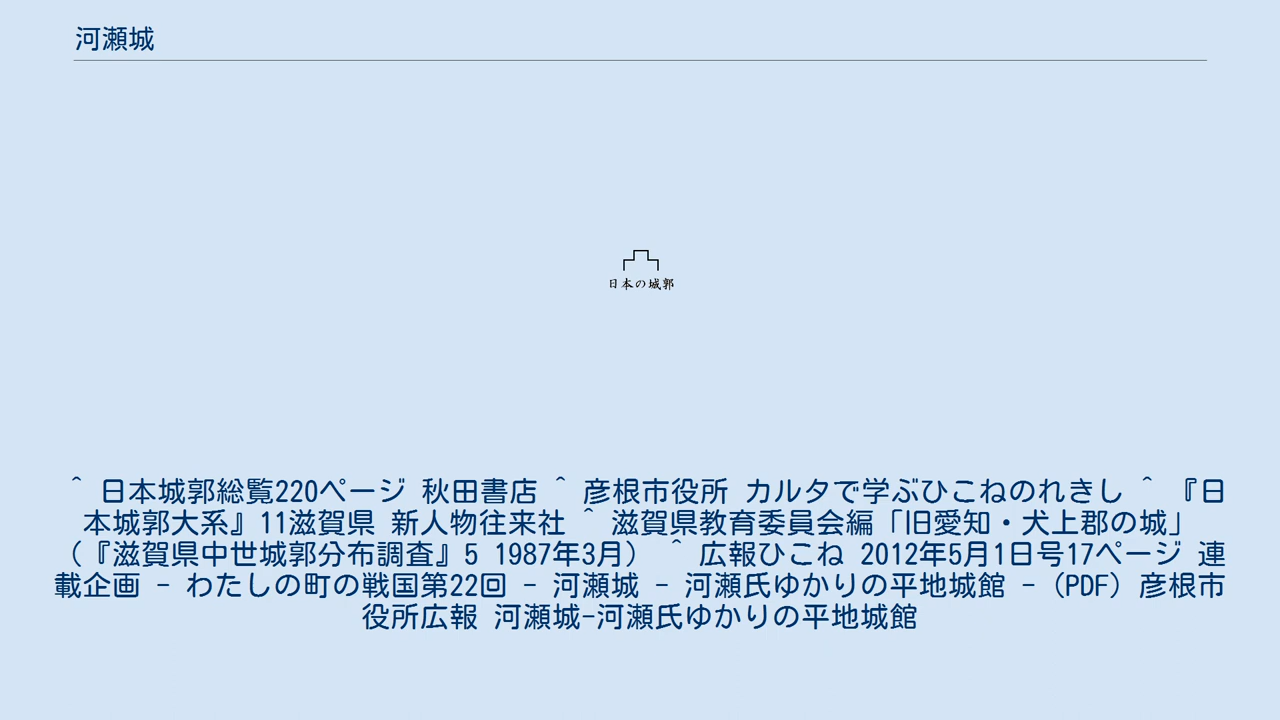 河瀬城
日本の城郭
^ 日本城郭総覧220ページ 秋田書店 ^ 彦根市役所 カルタで学ぶひこねのれきし ^ 『日
本城郭大系』11滋賀県 新人物往来社 ^ 滋賀県教育委員会編「旧愛知・犬上郡の城」
（『滋賀県中世城郭分布調査』5 1987年3月） ^ 広報ひこね 2012年5月1日号17ページ 連
載企画 - わたしの町の戦国第22回 - 河瀬城 - 河瀬氏ゆかりの平地城館 -（PDF）彦根市
役所広報 河瀬城-河瀬氏ゆかりの平地城館